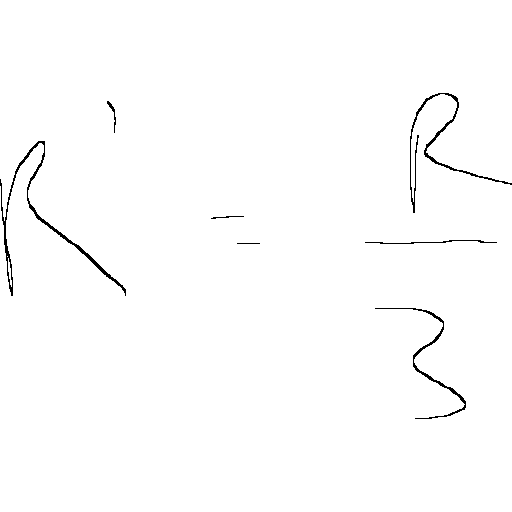 R' = R/3